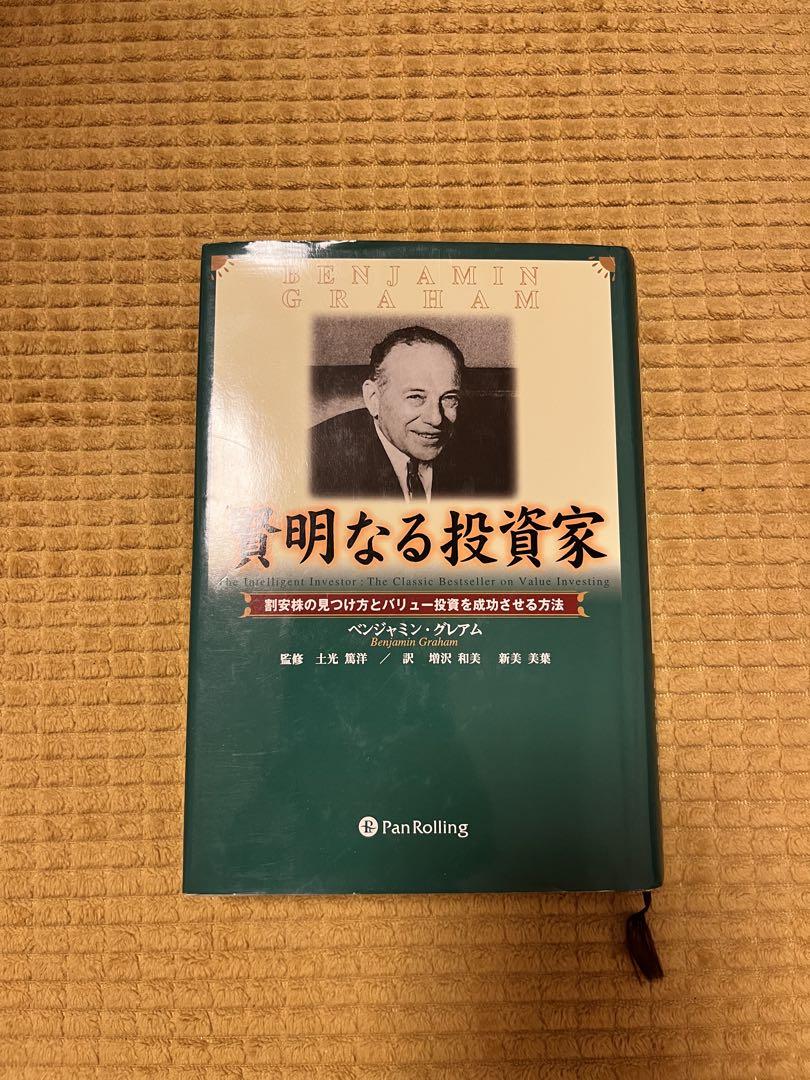 BENJAMIN
GRAHAM
賢明なる投資家
The Intelligent Investor : The Classic Bestseller on Value Investing
割安株の見つけ方とバリュー投資を成功させる方法
ベンジャミン・グレアム
Benjamin Graham
監修 土光 篤洋 / 訳 増沢 和美 新美 美葉
PanRolling